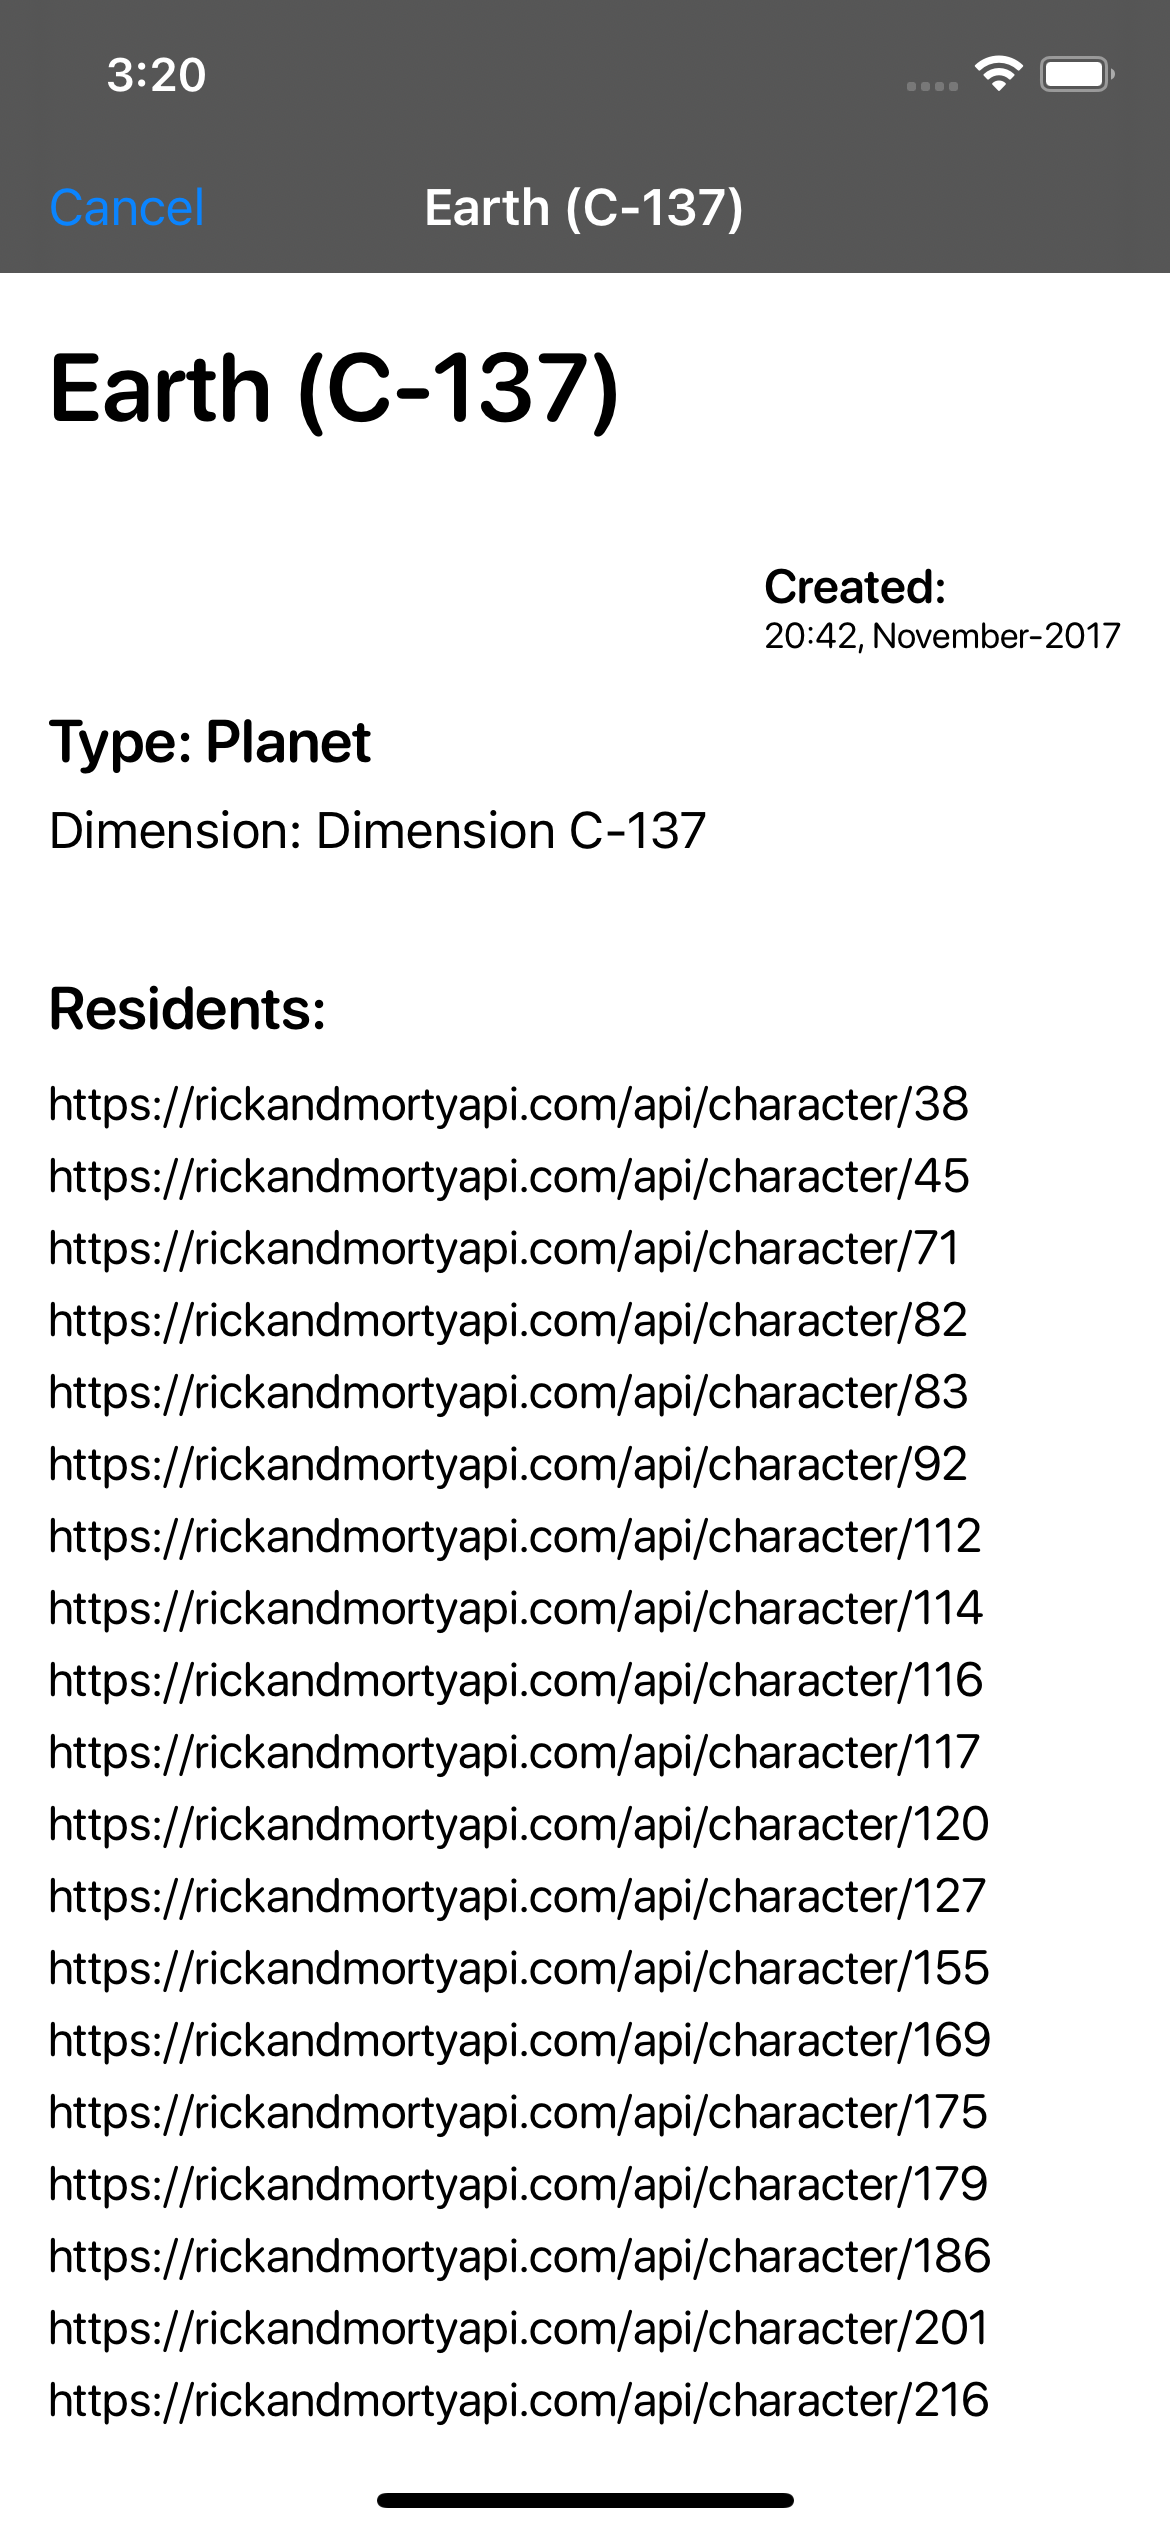 3:20
Cancel
Earth (C-137)
Earth (C-137)
Created:
20:42, November-2017
Type: Planet
Dimension: Dimension C-137
Residents:
https://rickandmortyapi.com/api/character/38
https://rickandmortyapi.com/api/character/45
https://rickandmortyapi.com/api/character/71
https://rickandmortyapi.com/api/character/82
https://rickandmortyapi.com/api/character/83
https://rickandmortyapi.com/api/character/92
https://rickandmortyapi.com/api/character/112
https://rickandmortyapi.com/api/character/114
https://rickandmortyapi.com/api/character/116
https://rickandmortyapi.com/api/character/117
https://rickandmortyapi.com/api/character/120
https://rickandmortyapi.com/api/character/127
https://rickandmortyapi.com/api/character/155
https://rickandmortyapi.com/api/character/169
https://rickandmortyapi.com/api/character/175
https://rickandmortyapi.com/api/character/179
https://rickandmortyapi.com/api/character/186
https://rickandmortyapi.com/api/character/201
https://rickandmortyapi.com/api/character/216